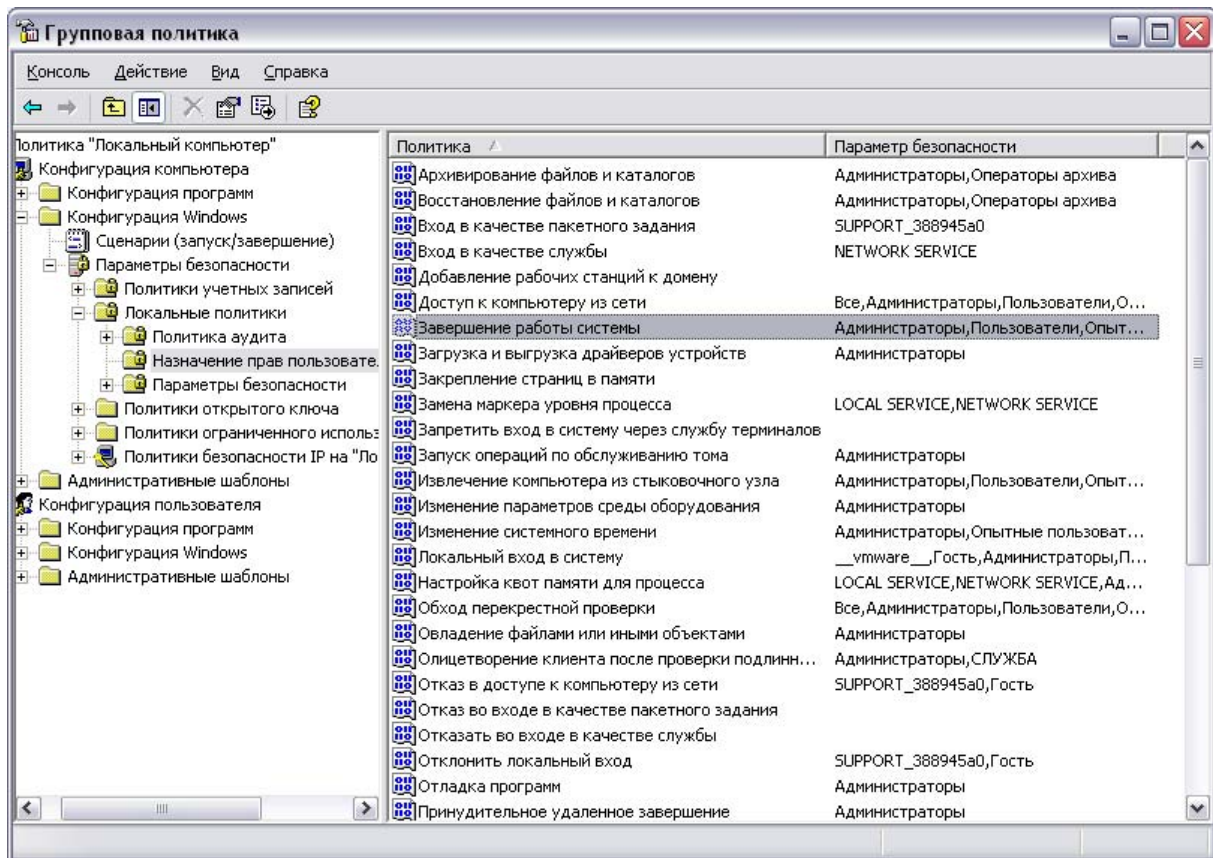 Групповая политика
Консоль Действие Вид Справка
Политика "Локальный компьютер"
Конфигурация компьютера
Конфигурация программ
Конфигурация Windows
Сценарии (запуск/завершение)
Параметры безопасности
Политики учетных записей
Локальные политики
Политика аудита
Назначение прав пользовате.
Параметры безопасности
Политики открытого ключа
Политики ограниченного использ
Политики безопасности IP на "Ло
Административные шаблоны
Конфигурация пользователя
Конфигурация программ
Конфигурация Windows
Административные шаблоны
Политика Параметр безопасности
Архивирование файлов и каталогов Администраторы,Операторы архива
Восстановление файлов и каталогов Администраторы,Операторы архива
Вход в качестве пакетного задания SUPPORT_388945a0
Вход в качестве службы NETWORK SERVICE
Добавление рабочих станций к домену
Доступ к компьютеру из сети Все,Администраторы,Пользователи,О...
Завершение работы системы Администраторы,Пользователи,Опыт...
Загрузка и выгрузка драйверов устройств Администраторы
Закрепление страниц в памяти
Замена маркера уровня процесса LOCAL SERVICE,NETWORK SERVICE
Запретить вход в систему через службу терминалов
Запуск операций по обслуживанию тома Администраторы
Извлечение компьютера из стыковочного узла Администраторы,Пользователи,Опыт...
Изменение параметров среды оборудования Администраторы
Изменение системного времени Администраторы,Опытные пользоват...
Локальный вход в систему __vmware__,Гость,Администраторы,П...
Настройка квот памяти для процесса LOCAL SERVICE,NETWORK SERVICE,Ад...
Обход перекрестной проверки Все,Администраторы,Пользователи,О...
Овладение файлами или иными объектами Администраторы
Олицетворение клиента после проверки подлинн... Администраторы,СЛУЖБА
Отказ в доступе к компьютеру из сети SUPPORT_388945a0,Гость
Отказ во входе в качестве пакетного задания
Отказать во входе в качестве службы
Отклонить локальный вход SUPPORT_388945a0,Гость
Отладка программ Администраторы
Принудительное удаленное завершение Администраторы